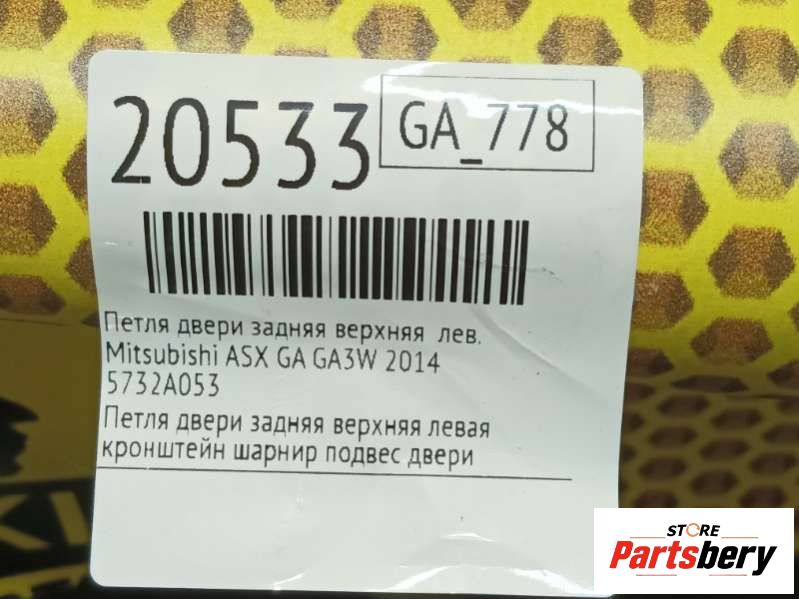 20533
GA_778
Петля двери задняя верхняя лев.
Mitsubishi ASX GA GA3W 2014
5732A053
Петля двери задняя верхняя левая
кронштейн шарнир подвес двери
STORE
Partsbery